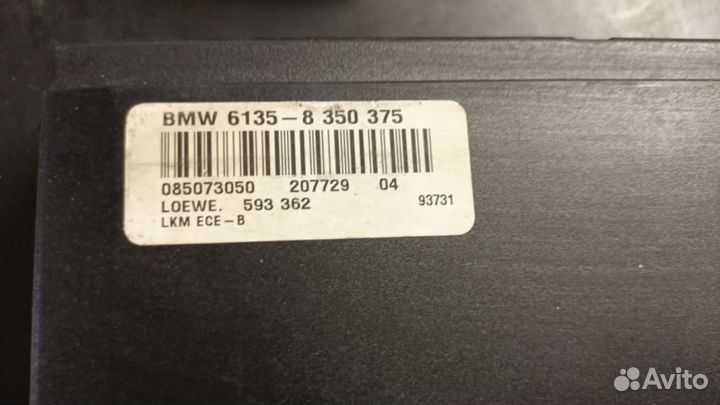 BMW 6135-8 350 375
085073050 207729 04
LOEWE. 593 362 93731
LKM ECE-B
Avito